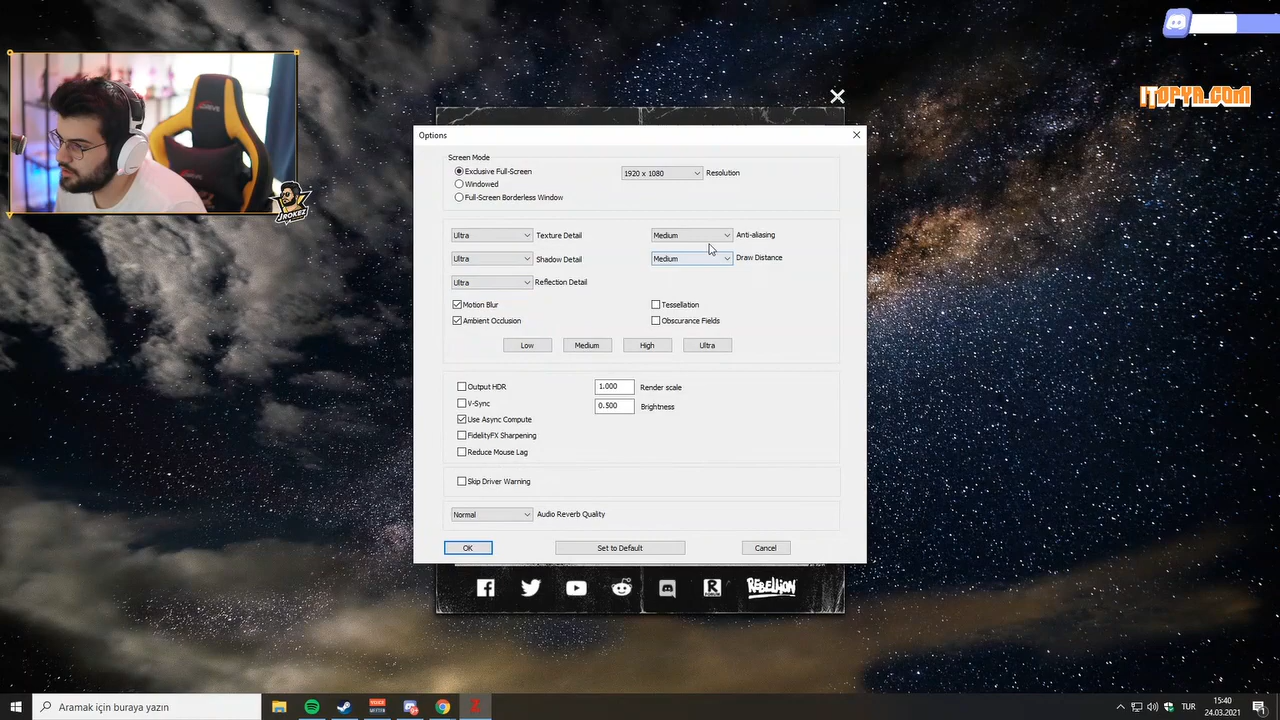 ITOPYA.COM
JROKEZ
Options
Screen Mode
Exclusive Full-Screen
Windowed
Full-Screen Borderless Window
1920 x 1080 Resolution
Ultra Texture Detail
Medium Anti-aliasing
Ultra Shadow Detail
Medium Draw Distance
Ultra Reflection Detail
Motion Blur
Tessellation
Ambient Occlusion
Obscurance Fields
Low Medium High Ultra
Output HDR
1.000 Render scale
V-Sync
0.500 Brightness
Use Async Compute
FidelityFX Sharpening
Reduce Mouse Lag
Skip Driver Warning
Normal Audio Reverb Quality
OK Set to Default Cancel
REBELLION
Aramak için buraya yazın
TUR
15:40
24.03.2021